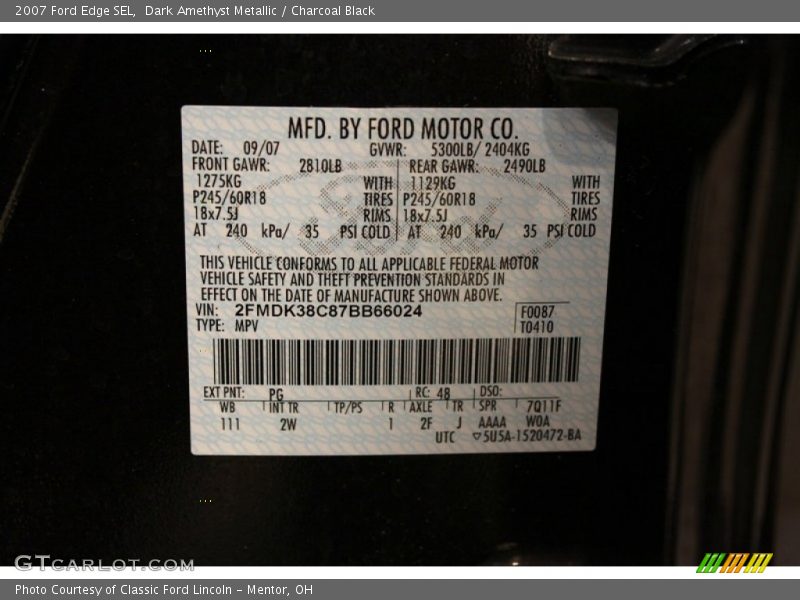 2007 Ford Edge SEL, Dark Amethyst Metallic / Charcoal Black
MFD. BY FORD MOTOR CO.
DATE: 09/07 GVWR: 5300LB/ 2404KG
FRONT GAWR: 2810LB REAR GAWR: 2490LB
1275KG WITH 1129KG WITH
P245/60R18 TIRES P245/60R18 TIRES
18x7.5J RIMS 18x7.5J RIMS
AT 240 kPa/ 35 PSI COLD AT 240 kPa/ 35 PSI COLD
THIS VEHICLE CONFORMS TO ALL APPLICABLE FEDERAL MOTOR
VEHICLE SAFETY AND THEFT PREVENTION STANDARDS IN
EFFECT ON THE DATE OF MANUFACTURE SHOWN ABOVE.
VIN: 2FMDK38C87BB66024 F0087
TYPE: MPV T0410
EXT PNT: PG RC: 48 DSO:
WB INT TR TP/PS R AXLE TR SPR 7Q11F
111 2W 1 2F J AAAA W0A
UTC 5U5A-1520472-BA
GTCARLOT.COM
Photo Courtesy of Classic Ford Lincoln - Mentor, OH